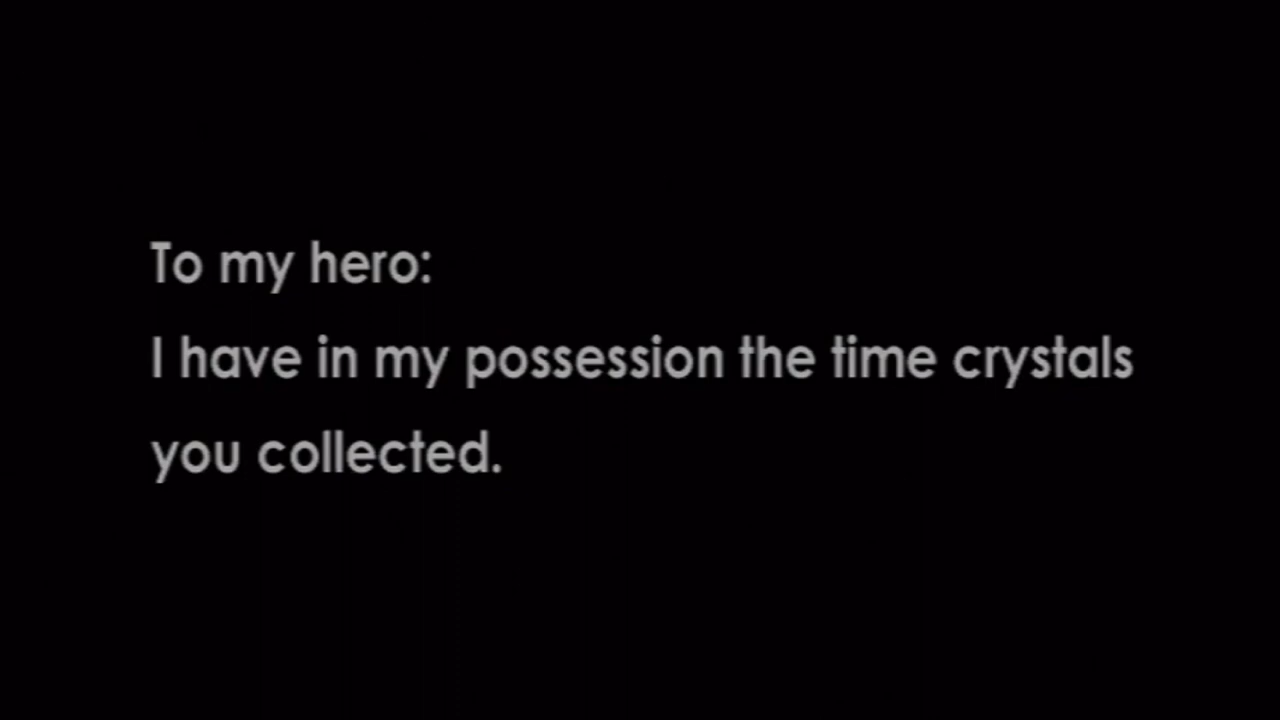 To my hero:
I have in my possession the time crystals
you collected.